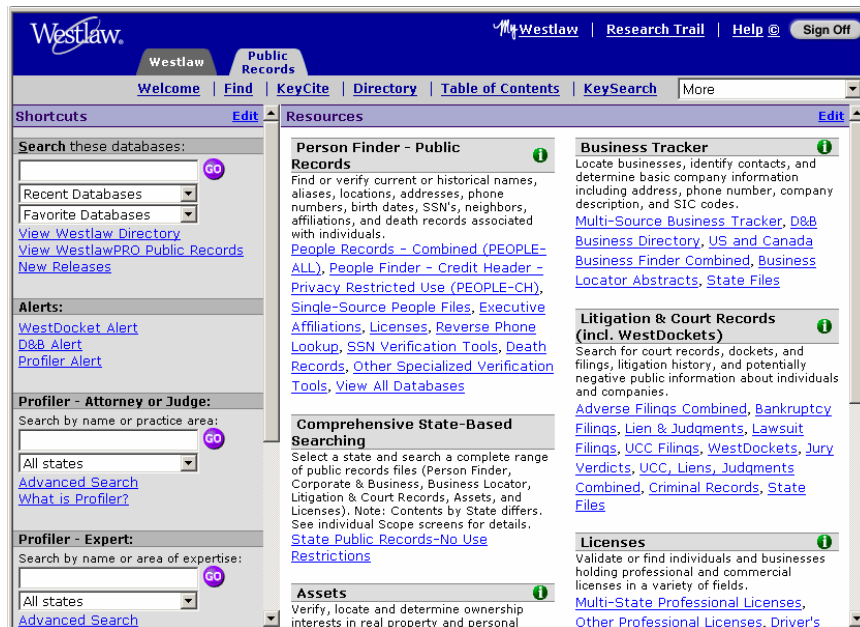 Westlaw.
My Westlaw | Research Trail | Help © Sign Off
Westlaw
Public Records
Welcome | Find | KeyCite | Directory | Table of Contents | KeySearch More
Shortcuts Edit
Search these databases:
GO
Recent Databases
Favorite Databases
View Westlaw Directory
View WestlawPRO Public Records
New Releases
Alerts:
WestDocket Alert
D&B Alert
Profiler Alert
Profiler - Attorney or Judge:
Search by name or practice area:
GO
All states
Advanced Search
What is Profiler?
Profiler - Expert:
Search by name or area of expertise:
GO
All states
Advanced Search
Resources Edit
Person Finder - Public
Records
Find or verify current or historical names,
aliases, locations, addresses, phone
numbers, birth dates, SSN's, neighbors,
affiliations, and death records associated
with individuals.
People Records - Combined (PEOPLE-
ALL), People Finder - Credit Header -
Privacy Restricted Use (PEOPLE-CH),
Single-Source People Files, Executive
Affiliations, Licenses, Reverse Phone
Lookup, SSN Verification Tools, Death
Records, Other Specialized Verification
Tools, View All Databases
Comprehensive State-Based
Searching
Select a state and search a complete range
of public records files (Person Finder,
Corporate & Business, Business Locator,
Litigation & Court Records, Assets, and
Licenses). Note: Contents by State differs.
See individual Scope screens for details.
State Public Records-No Use
Restrictions
Assets
Verify, locate and determine ownership
interests in real property and personal
Business Tracker
Locate businesses, identify contacts, and
determine basic company information
including address, phone number, company
description, and SIC codes.
Multi-Source Business Tracker, D&B
Business Directory, US and Canada
Business Finder Combined, Business
Locator Abstracts, State Files
Litigation & Court Records
(incl. WestDockets)
Search for court records, dockets, and
filings, litigation history, and potentially
negative public information about individuals
and companies.
Adverse Filings Combined, Bankruptcy
Filings, Lien & Judgments, Lawsuit
Filings, UCC Filings, WestDockets, Jury
Verdicts, UCC, Liens, Judgments
Combined, Criminal Records, State
Files
Licenses
Validate or find individuals and businesses
holding professional and commercial
licenses in a variety of fields.
Multi-State Professional Licenses,
Other Professional Licenses, Driver's